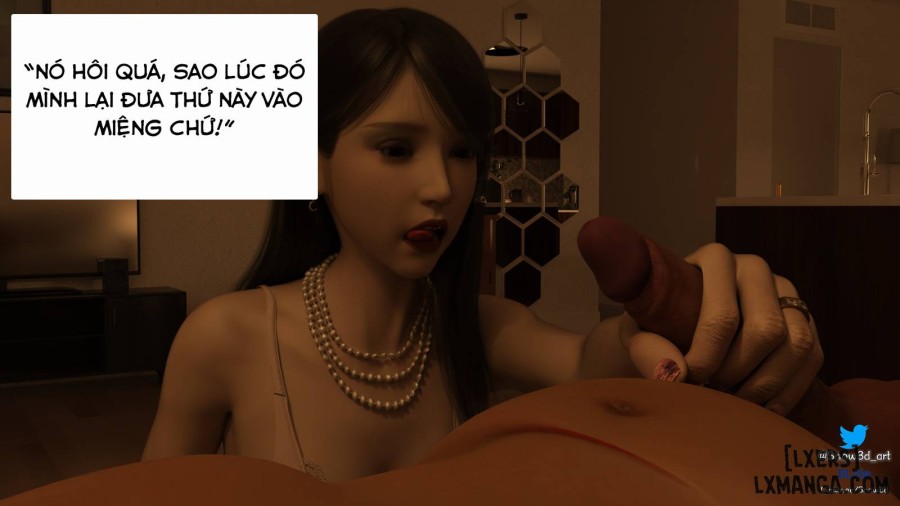 “NÓ HÔI QUÁ, SAO LÚC ĐÓ
MÌNH LẠI ĐƯA THỨ NÀY VÀO
MIỆNG CHỨ!”
[LXERS]
LXMANGA.COM